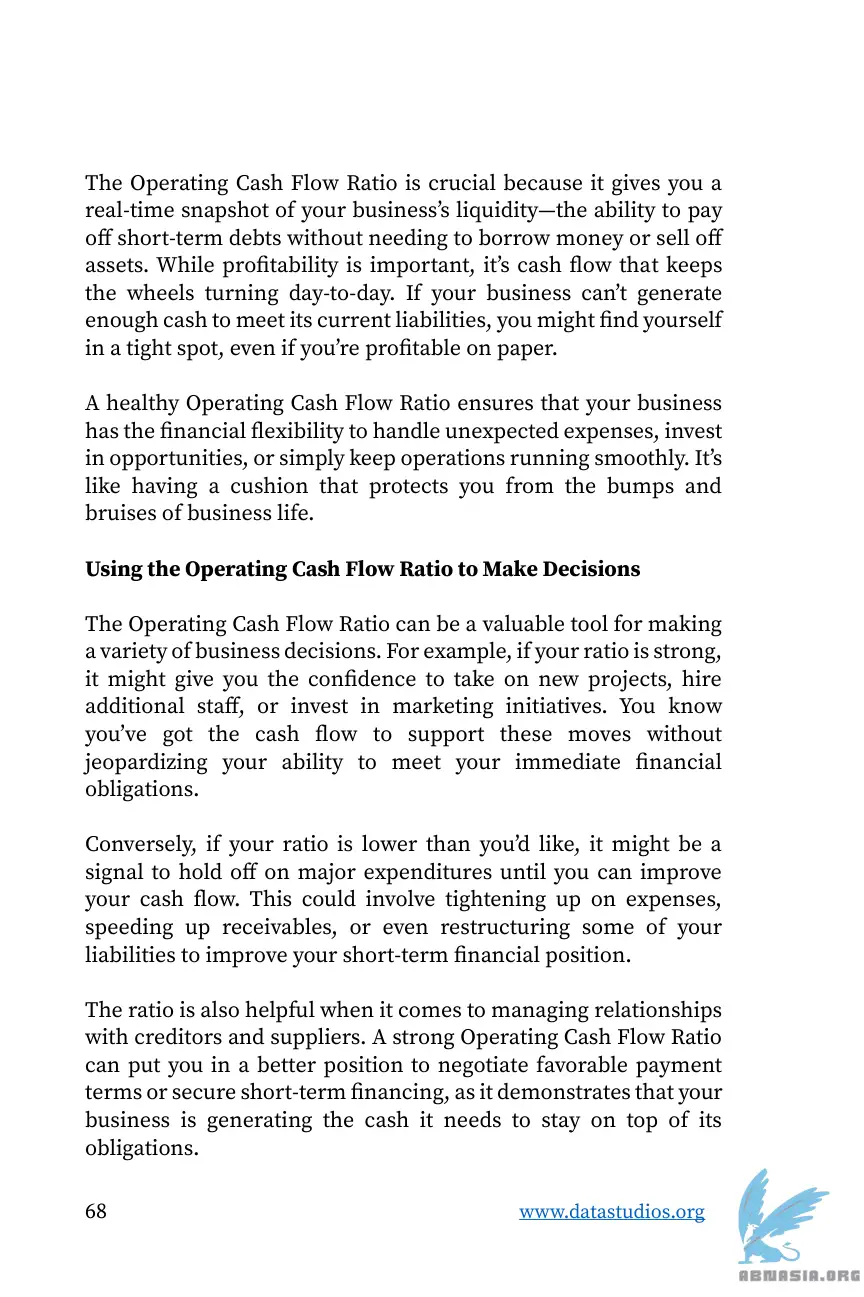 The Operating Cash Flow Ratio is crucial because it gives you a
real-time snapshot of your business’s liquidity—the ability to pay
off short-term debts without needing to borrow money or sell off
assets. While profitability is important, it’s cash flow that keeps
the wheels turning day-to-day. If your business can’t generate
enough cash to meet its current liabilities, you might find yourself
in a tight spot, even if you’re profitable on paper.
A healthy Operating Cash Flow Ratio ensures that your business
has the financial flexibility to handle unexpected expenses, invest
in opportunities, or simply keep operations running smoothly. It’s
like having a cushion that protects you from the bumps and
bruises of business life.
Using the Operating Cash Flow Ratio to Make Decisions
The Operating Cash Flow Ratio can be a valuable tool for making
a variety of business decisions. For example, if your ratio is strong,
it might give you the confidence to take on new projects, hire
additional staff, or invest in marketing initiatives. You know
you’ve got the cash flow to support these moves without
jeopardizing your ability to meet your immediate financial
obligations.
Conversely, if your ratio is lower than you’d like, it might be a
signal to hold off on major expenditures until you can improve
your cash flow. This could involve tightening up on expenses,
speeding up receivables, or even restructuring some of your
liabilities to improve your short-term financial position.
The ratio is also helpful when it comes to managing relationships
with creditors and suppliers. A strong Operating Cash Flow Ratio
can put you in a better position to negotiate favorable payment
terms or secure short-term financing, as it demonstrates that your
business is generating the cash it needs to stay on top of its
obligations.
68 www.datastudios.org
ABNASIA.ORG